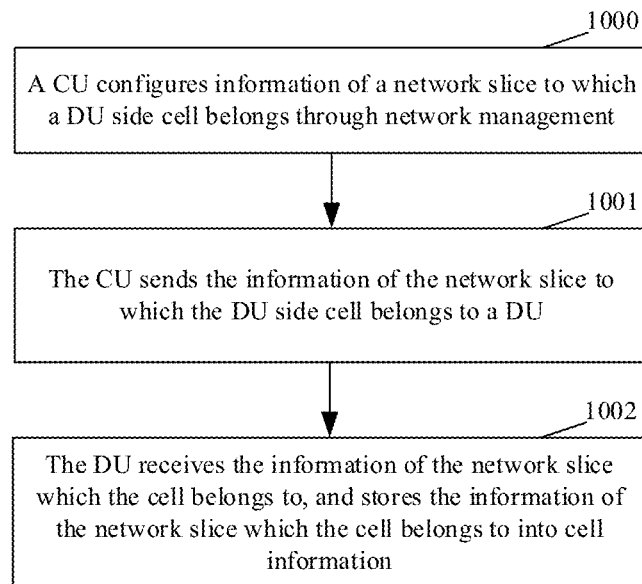 1000
A CU configures information of a network slice to which
a DU side cell belongs through network management
1001
The CU sends the information of the network slice to
which the DU side cell belongs to a DU
1002
The DU receives the information of the network slice
which the cell belongs to, and stores the information of
the network slice which the cell belongs to into cell
information